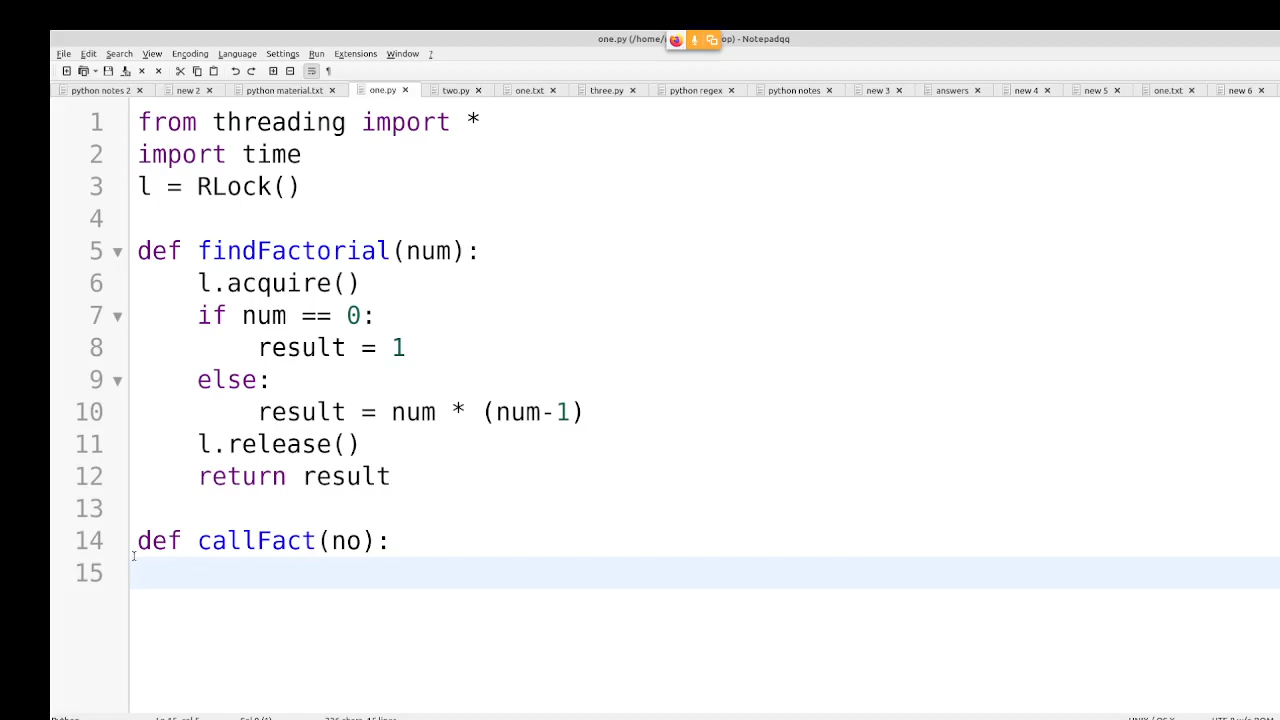 one.py (/home/ op) - Notepadqq
File Edit Search View Encoding Language Settings Run Extensions Window ?
python notes 2 new 2 python material.txt one.py two.py one.txt three.py python regex python notes new 3 answers new 4 new 5 one.txt new 6
1 from threading import *
2 import time
3 l = RLock()
4
5 def findFactorial(num):
6 l.acquire()
7 if num == 0:
8 result = 1
9 else:
10 result = num * (num-1)
11 l.release()
12 return result
13
14 def callFact(no):
15